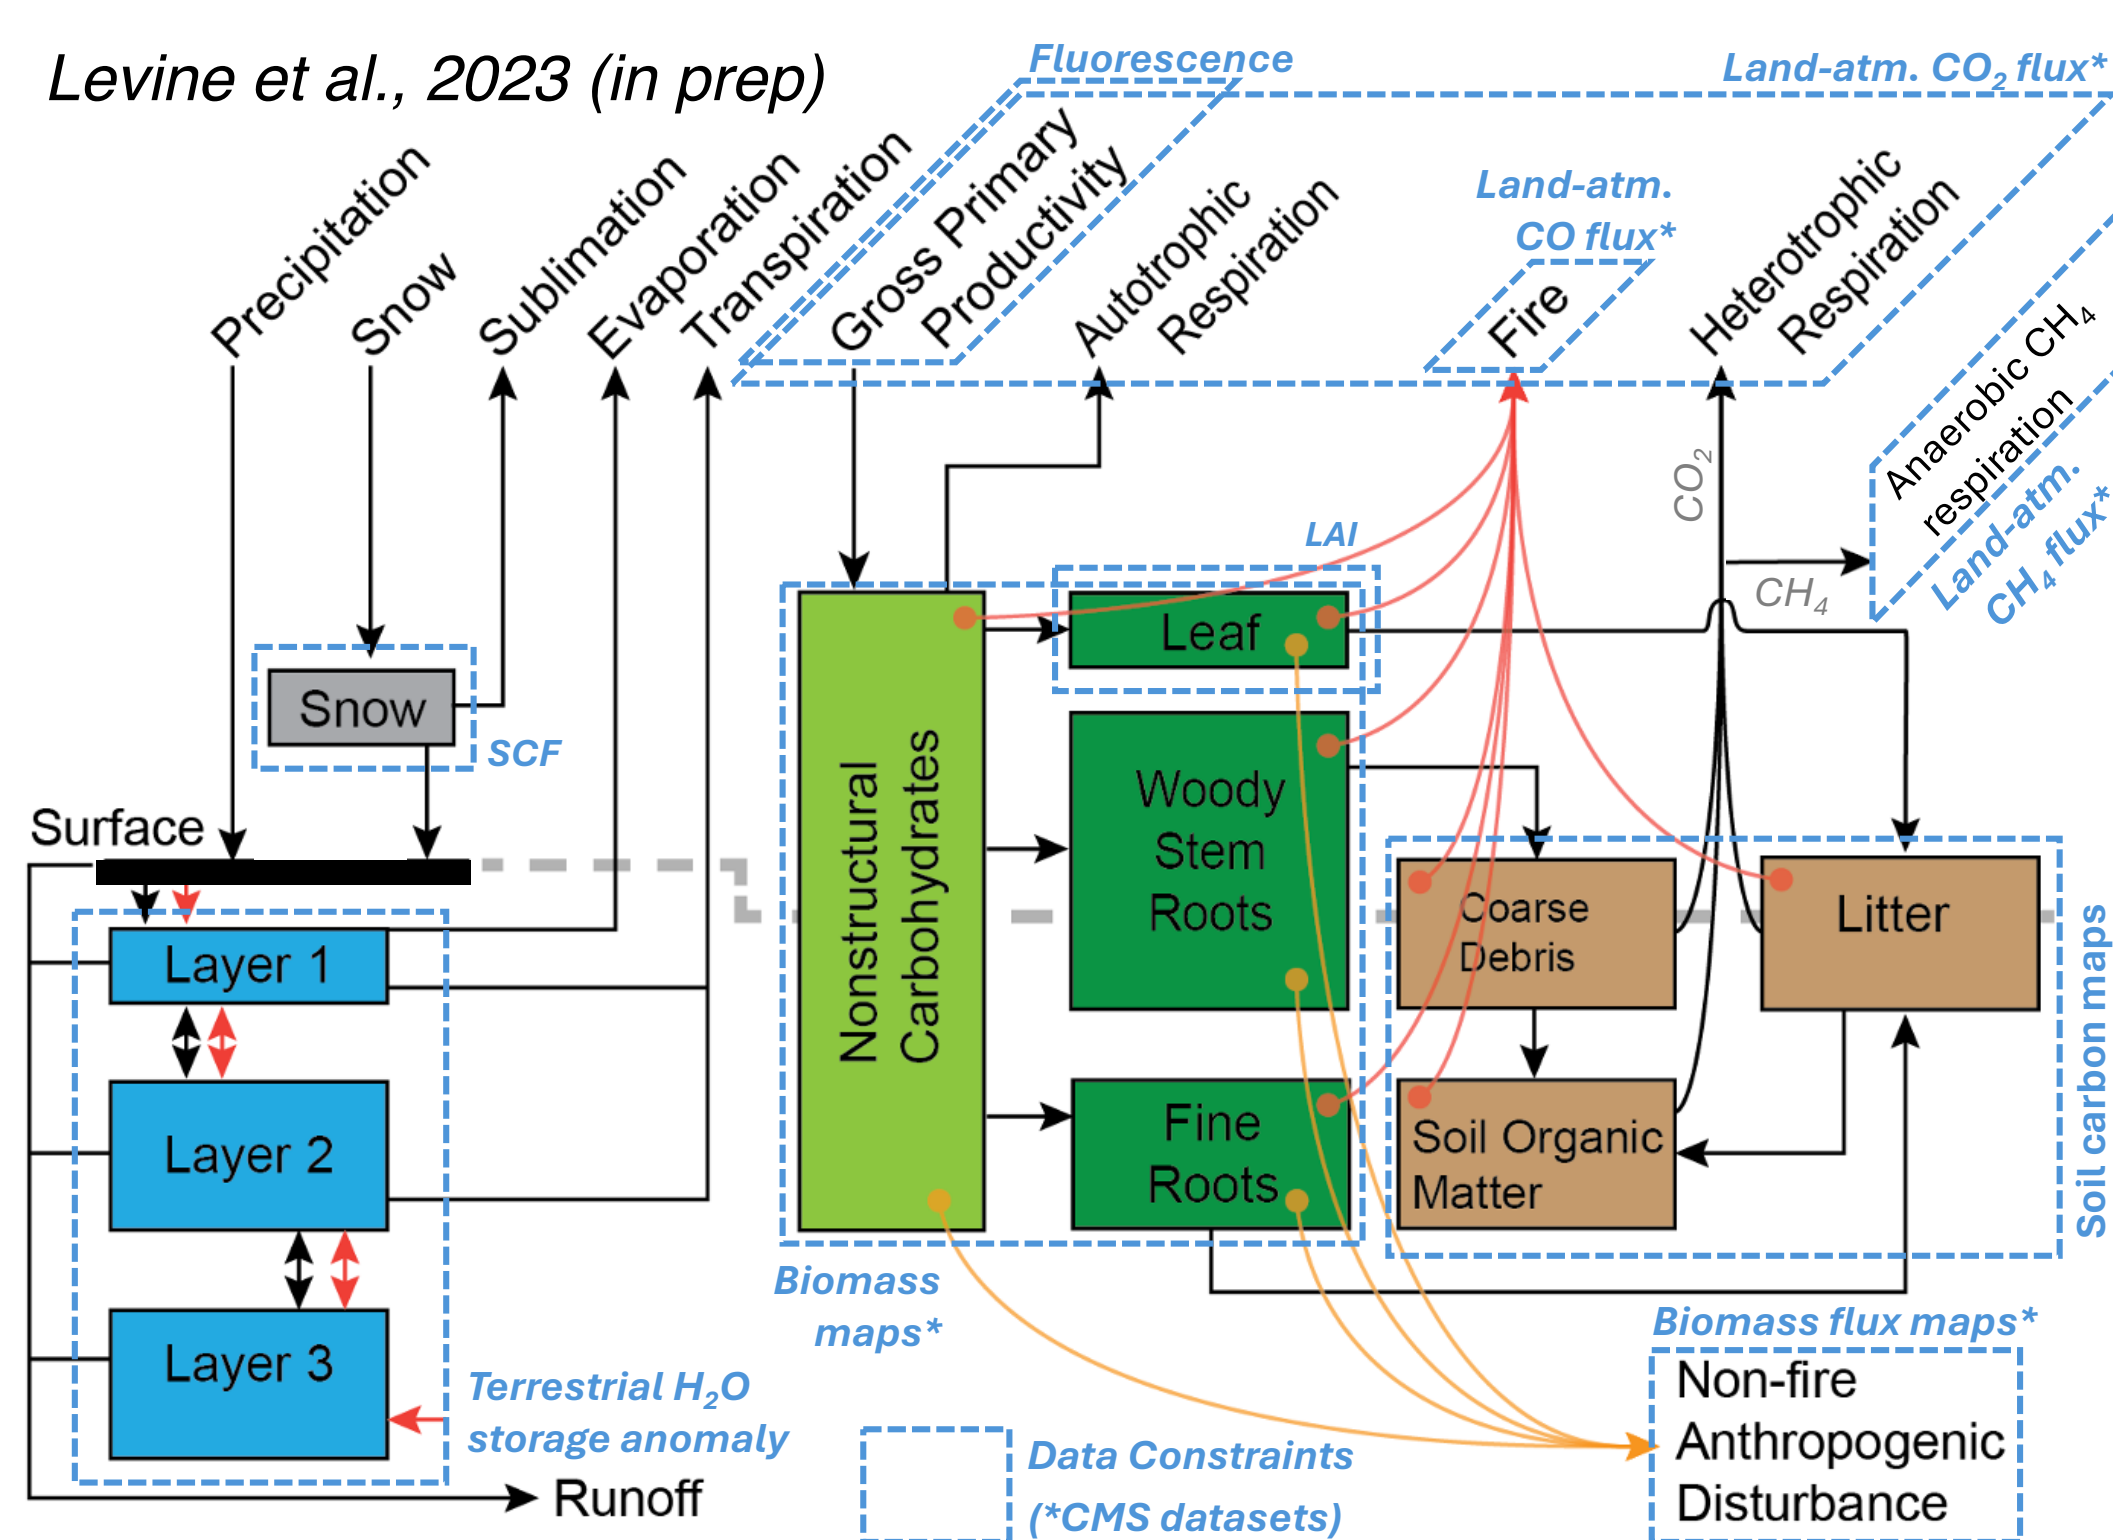 Levine et al., 2023 (in prep)
Fluorescence
Land-atm. CO₂ flux*
Precipitation
Snow
Sublimation
Evaporation
Transpiration
Gross Primary
Productivity
Autotrophic
Respiration
Land-atm.
CO flux*
Fire
Heterotrophic
Respiration
Anaerobic CH₄
respiration
Land-atm.
CH₄ flux*
CO₂
CH₄
LAI
Snow
SCF
Surface
Layer 1
Layer 2
Layer 3
Terrestrial H₂O
storage anomaly
Runoff
Nonstructural
Carbohydrates
Leaf
Woody
Stem
Roots
Fine
Roots
Coarse
Debris
Litter
Soil Organic
Matter
Soil carbon maps
Biomass
maps*
Biomass flux maps*
Non-fire
Anthropogenic
Disturbance
Data Constraints
(*CMS datasets)